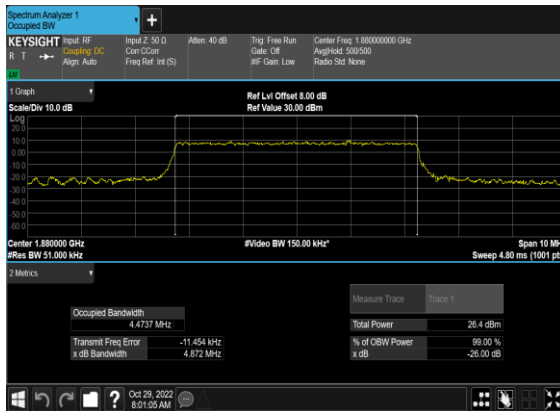 Spectrum Analyzer 1
Occupied BW
KEYSIGHT
R T
Input: RF
Coupling: DC
Align: Auto
Input Z: 50 Ω
Corr CCorr
Freq Ref: Int (S)
Atten: 40 dB
Trig: Free Run
Gate: Off
#IF Gain: Low
Center Freq: 1.880000000 GHz
Avg|Hold: 500/500
Radio Std: None
1 Graph
Scale/Div 10.0 dB
Ref Lvl Offset 8.00 dB
Ref Value 30.00 dBm
Log
20.0
10.0
0.00
-10.0
-20.0
-30.0
-40.0
-50.0
-60.0
Center 1.880000 GHz
#Res BW 51.000 kHz
#Video BW 150.00 kHz*
Span 10 MH
Sweep 4.80 ms (1001 pt
2 Metrics
Measure Trace
Trace 1
Occupied Bandwidth
4.4737 MHz
Transmit Freq Error -11.454 kHz
x dB Bandwidth 4.872 MHz
Total Power 26.4 dBm
% of OBW Power 99.00 %
x dB -26.00 dB
Oct 29, 2022
8:01:05 AM